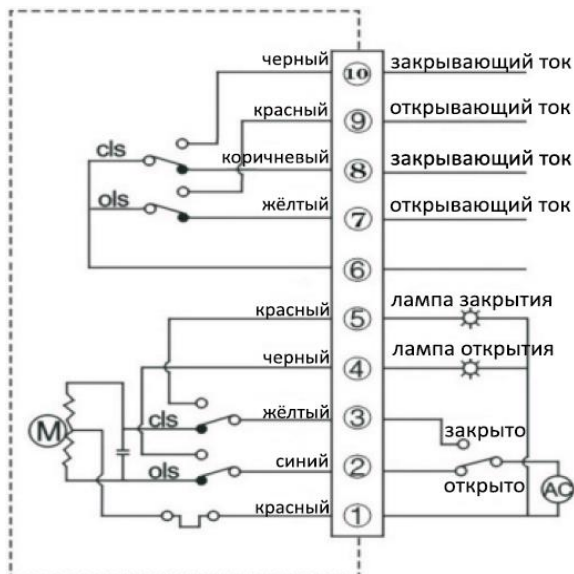 черный 10 закрывающий ток
красный 9 открывающий ток
cls коричневый 8 закрывающий ток
ols жёлтый 7 открывающий ток
6
красный 5 лампа закрытия
черный 4 лампа открытия
cls жёлтый 3 закрыто
M
ols синий 2 открыто
AC
красный 1